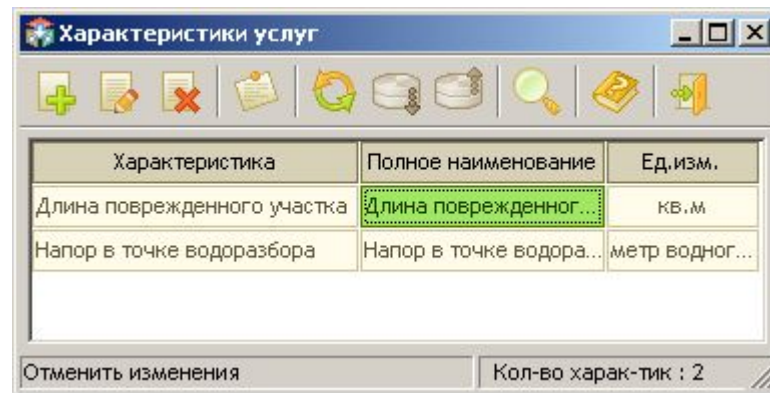 Характеристики услуг
Характеристика Полное наименование Ед.изм.
Длина поврежденного участка Длина поврежденног... кв.м
Напор в точке водоразбора Напор в точке водора... метр водног...
Отменить изменения Кол-во харак-тик : 2